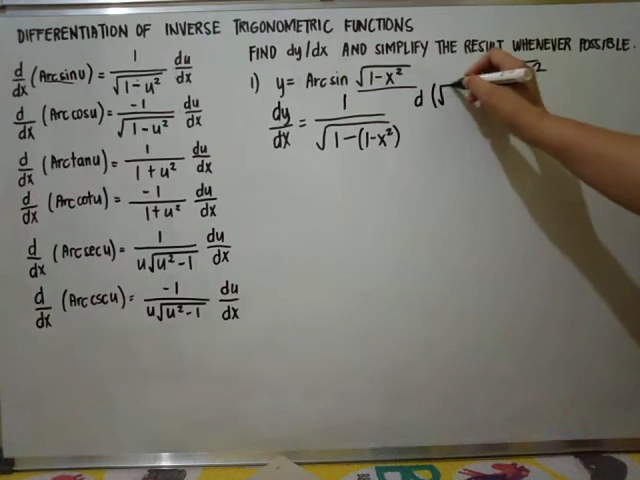 DIFFERENTIATION OF INVERSE TRIGONOMETRIC FUNCTIONS
FIND dy/dx AND SIMPLIFY THE RESULT WHENEVER POSSIBLE.
d/dx (Arcsinu) = 1/√(1-u²) du/dx
d/dx (Arccosu) = -1/√(1-u²) du/dx
d/dx (Arctanu) = 1/(1+u²) du/dx
d/dx (Arccotu) = -1/(1+u²) du/dx
d/dx (Arcsecu) = 1/(u√(u²-1)) du/dx
d/dx (Arccscu) = -1/(u√(u²-1)) du/dx
1) y = Arcsin √(1-x²)
dy/dx = 1/√(1-(1-x²)) d (√